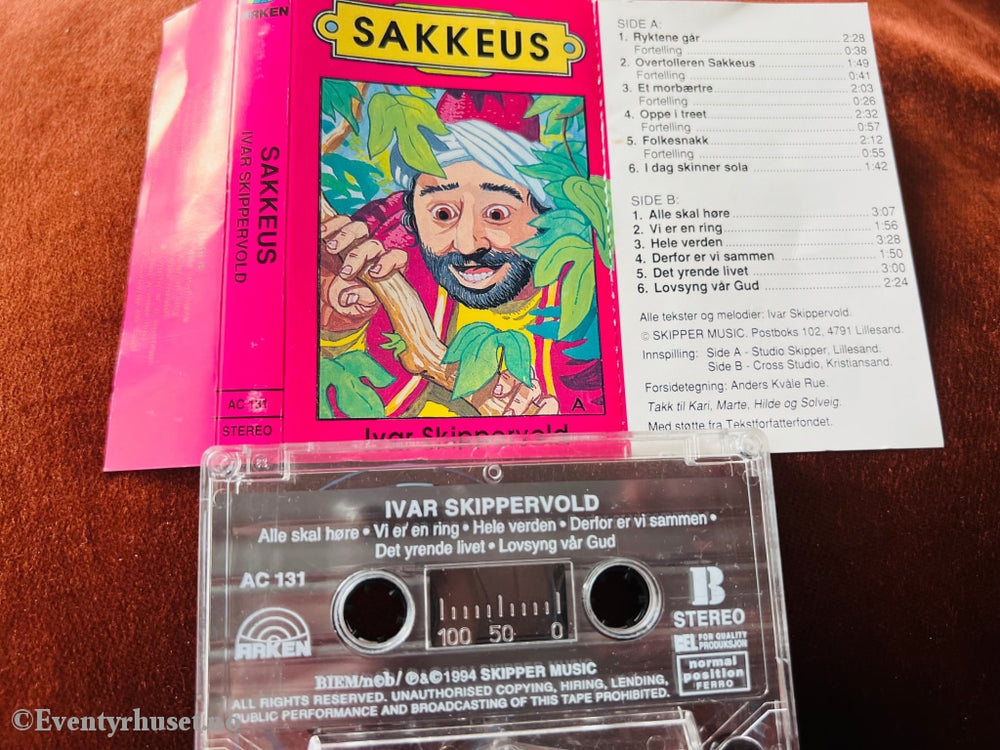 ARKEN
SAKKEUS
IVAR SKIPPERVOLD
AC 131
STEREO
SAKKEUS
A
Ivar Skippervold
SIDE A:
1. Ryktene går 2:28
Fortelling 0:38
2. Overtolleren Sakkeus 1:49
Fortelling 0:41
3. Et morbærtre 2:03
Fortelling 0:26
4. Oppe i treet 2:32
Fortelling 0:57
5. Folkesnakk 2:12
Fortelling 0:55
6. I dag skinner sola 1:42
SIDE B:
1. Alle skal høre 3:07
2. Vi er en ring 1:56
3. Hele verden 3:28
4. Derfor er vi sammen 1:50
5. Det yrende livet 3:00
6. Lovsyng vår Gud 2:24
Alle tekster og melodier: Ivar Skippervold.
© SKIPPER MUSIC. Postboks 102, 4791 Lillesand.
Innspilling: Side A - Studio Skipper, Lillesand.
Side B - Cross Studio, Kristiansand.
Forsidetegning: Anders Kvåle Rue.
Takk til Kari, Marte, Hilde og Solveig.
Med støtte fra Tekstforfatterfondet.
IVAR SKIPPERVOLD
Alle skal høre • Vi er en ring • Hele verden • Derfor er vi sammen •
Det yrende livet • Lovsyng vår Gud
AC 131
B
STEREO
ARKEN
100 50 0
BEL FOR QUALITY
PRODUKSJON
normal
position
FERRO
BIEM/n©b/ ℗&©1994 SKIPPER MUSIC
ALL RIGHTS RESERVED. UNAUTHORISED COPYING, HIRING, LENDING,
PUBLIC PERFORMANCE AND BROADCASTING OF THIS TAPE PROHIBITED.
©Eventyrhuset.no